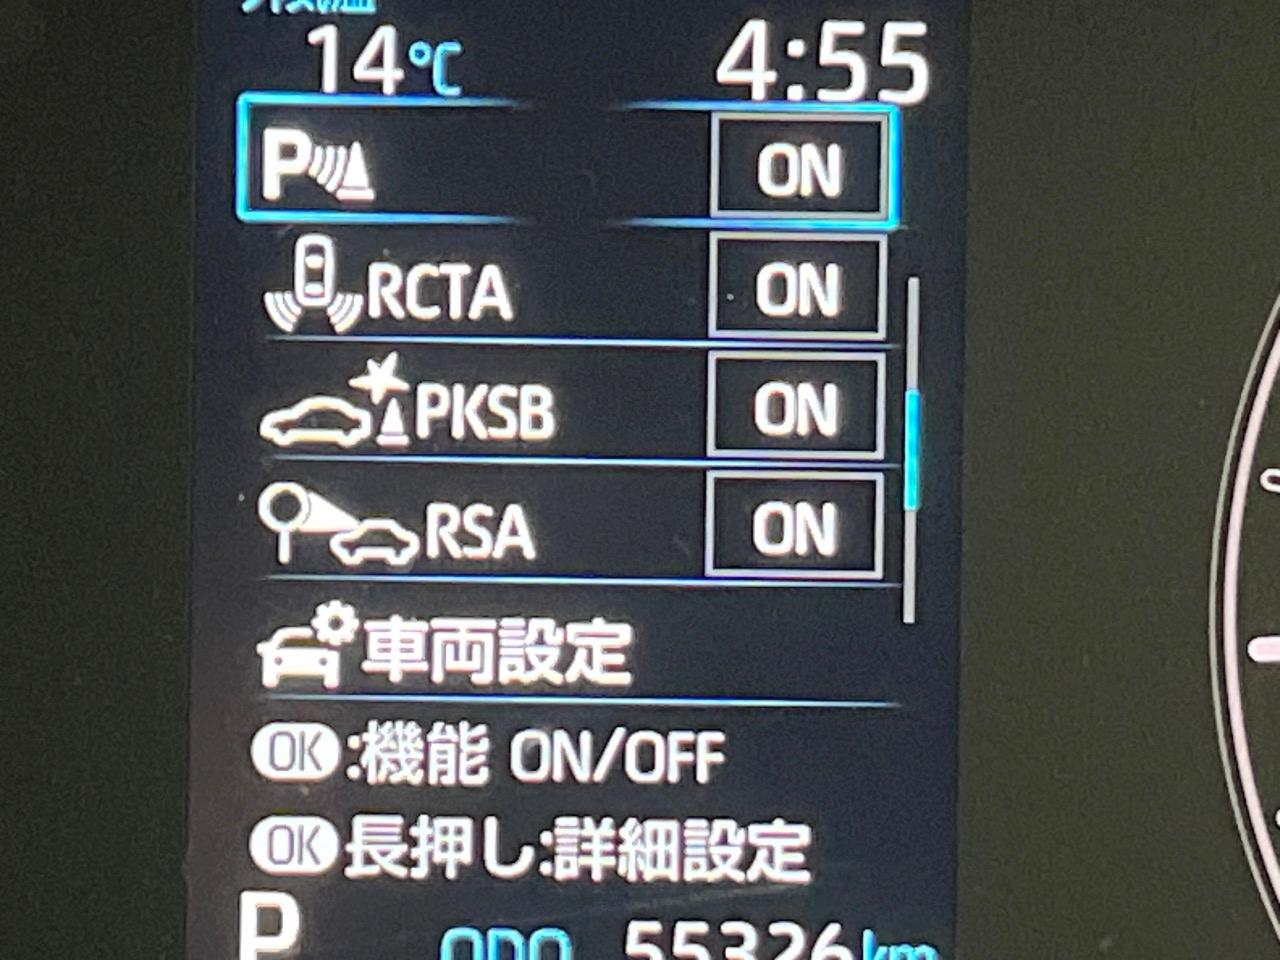 14℃ 4:55
P ON
RCTA ON
PKSB ON
RSA ON
車両設定
OK:機能 ON/OFF
OK長押し:詳細設定
P ODO 55326km